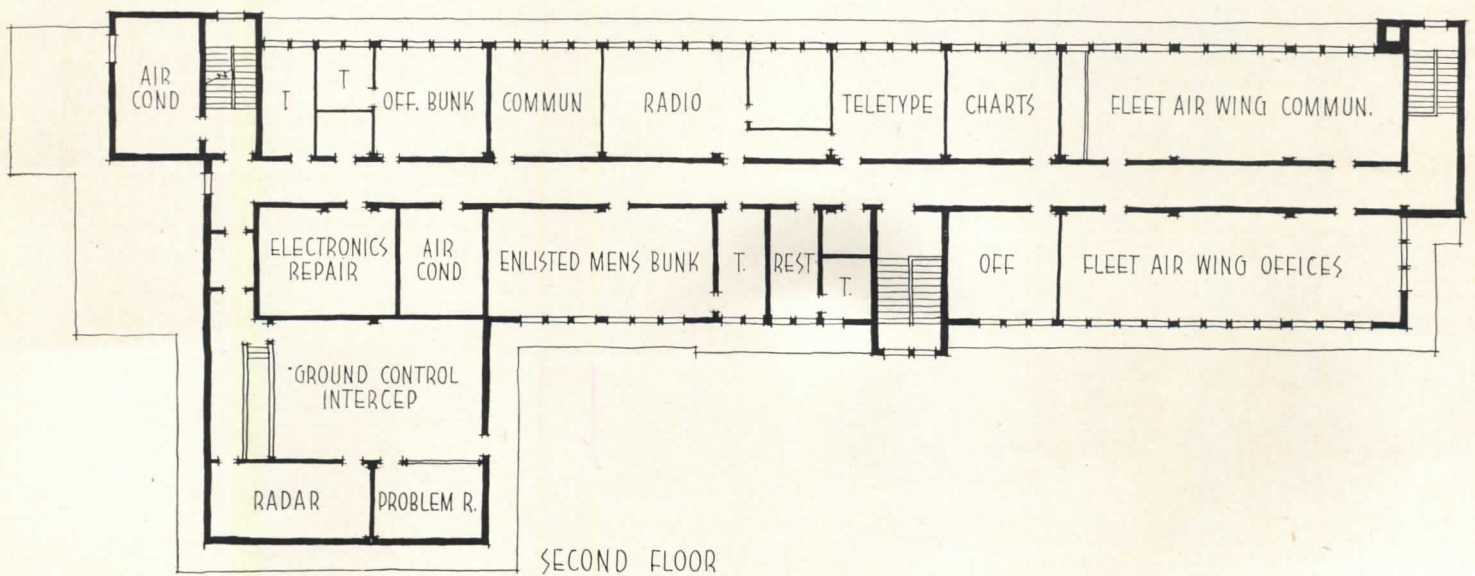 AIR
COND
T
T
OFF. BUNK
COMMUN
RADIO
TELETYPE
CHARTS
FLEET AIR WING COMMUN.
ELECTRONICS
REPAIR
AIR
COND
ENLISTED MENS BUNK
T.
REST
T.
OFF
FLEET AIR WING OFFICES
GROUND CONTROL
INTERCEP
RADAR
PROBLEM R.
SECOND FLOOR